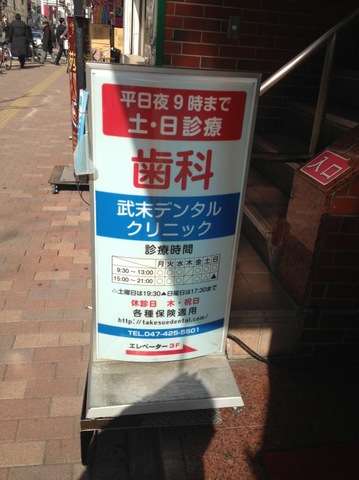 平日夜9時まで
土・日診療
歯科
武末デンタル
クリニック
診療時間
月火水木金土日
9:30～13:00
15:00～21:00
☆土曜日は19:30▲日曜日は17:30まで
休診日 木・祝日
各種保険適用
http://takesuedental.com/
TEL.047-425-5501
エレベーター3F
入口